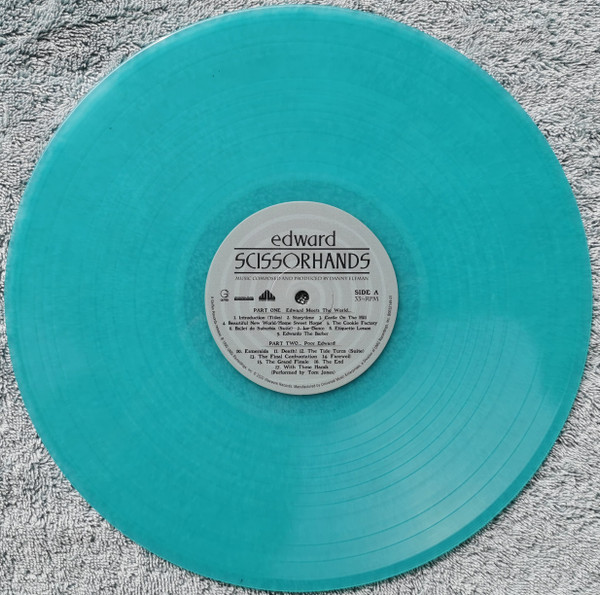 edward
SCISSORHANDS
MUSIC COMPOSED AND PRODUCED BY DANNY ELFMAN
SIDE A
33⅓ RPM
PART ONE... Edward Meets The World...
1. Introduction (Titles) 2. Storytime 3. Castle On The Hill
4. Beautiful New World/Home Sweet Home 5. The Cookie Factory
6. Ballet de Suburbia (Suite) 7. Ice Dance 8. Etiquette Lesson
9. Edwardo The Barber
PART TWO... Poor Edward!
10. Esmeralda 11. Death! 12. The Tide Turns (Suite)
13. The Final Confrontation 14. Farewell
15. The Grand Finale 16. The End
17. With These Hands
(Performed by Tom Jones)